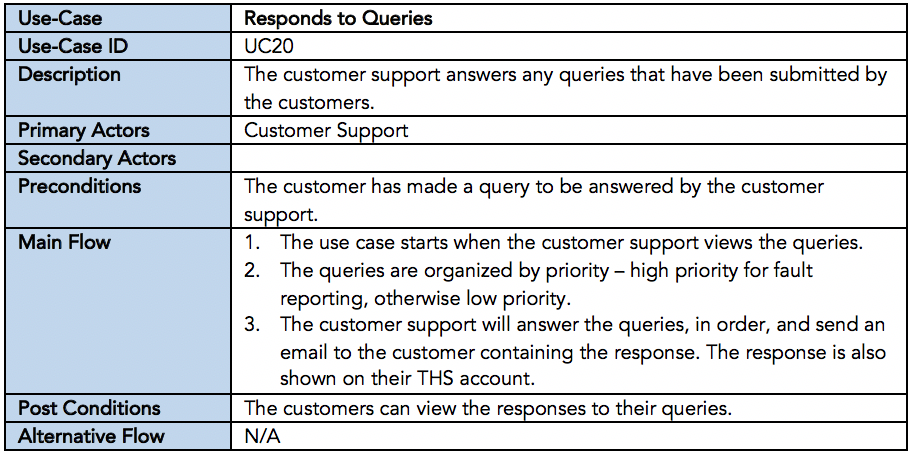 Use-Case Responds to Queries
Use-Case ID UC20
Description The customer support answers any queries that have been submitted by
the customers.
Primary Actors Customer Support
Secondary Actors
Preconditions The customer has made a query to be answered by the customer
support.
Main Flow 1. The use case starts when the customer support views the queries.
2. The queries are organized by priority – high priority for fault
reporting, otherwise low priority.
3. The customer support will answer the queries, in order, and send an
email to the customer containing the response. The response is also
shown on their THS account.
Post Conditions The customers can view the responses to their queries.
Alternative Flow N/A